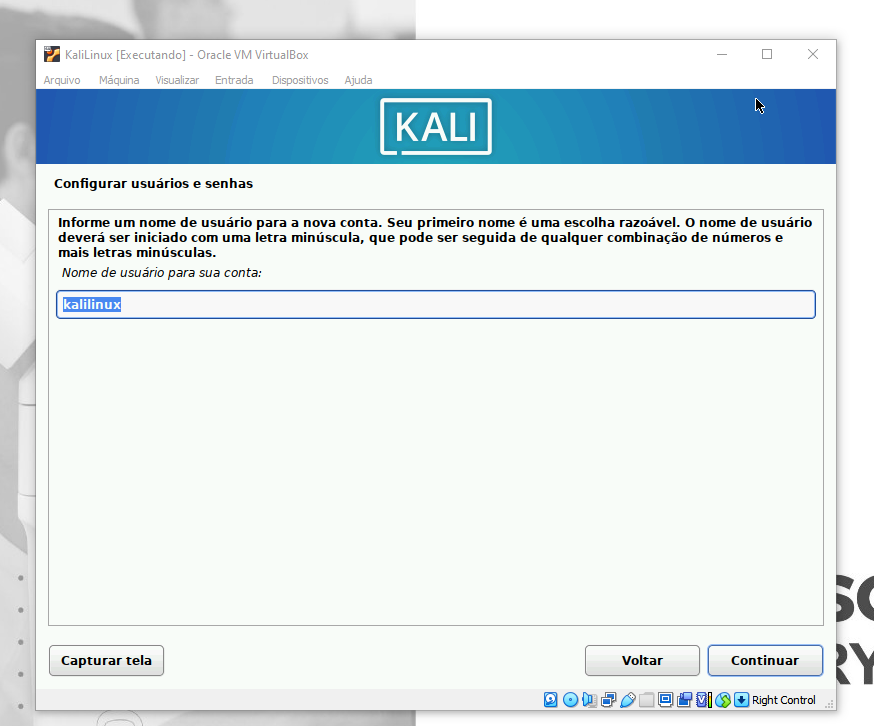 KaliLinux [Executando] - Oracle VM VirtualBox
Arquivo Máquina Visualizar Entrada Dispositivos Ajuda
KALI
Configurar usuários e senhas
Informe um nome de usuário para a nova conta. Seu primeiro nome é uma escolha razoável. O nome de usuário
deverá ser iniciado com uma letra minúscula, que pode ser seguida de qualquer combinação de números e
mais letras minúsculas.
Nome de usuário para sua conta:
kalilinux
Capturar tela Voltar Continuar
Right Control